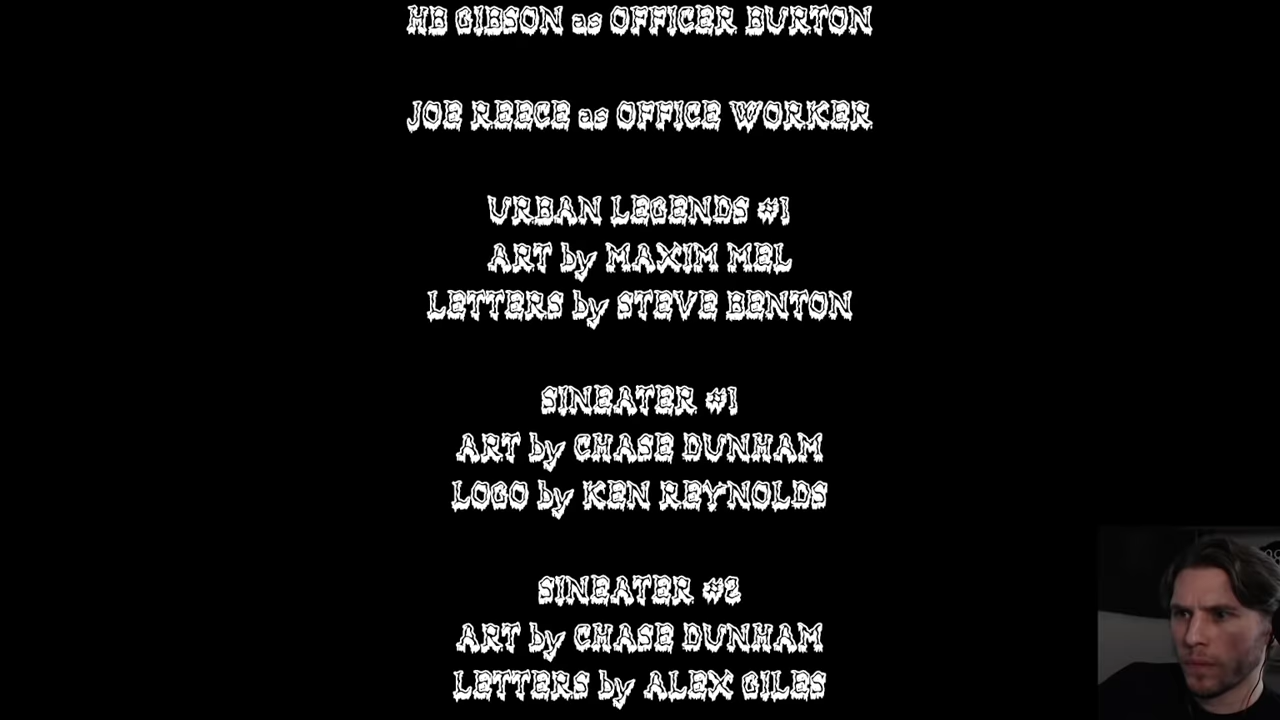 HB GIBSON as OFFICER BURTON
JOE REECE as OFFICE WORKER
URBAN LEGENDS #1
ART by MAXIM MEL
LETTERS by STEVE BENTON
SINEATER #1
ART by CHASE DUNHAM
LOGO by KEN REYNOLDS
SINEATER #2
ART by CHASE DUNHAM
LETTERS by ALEX GILES